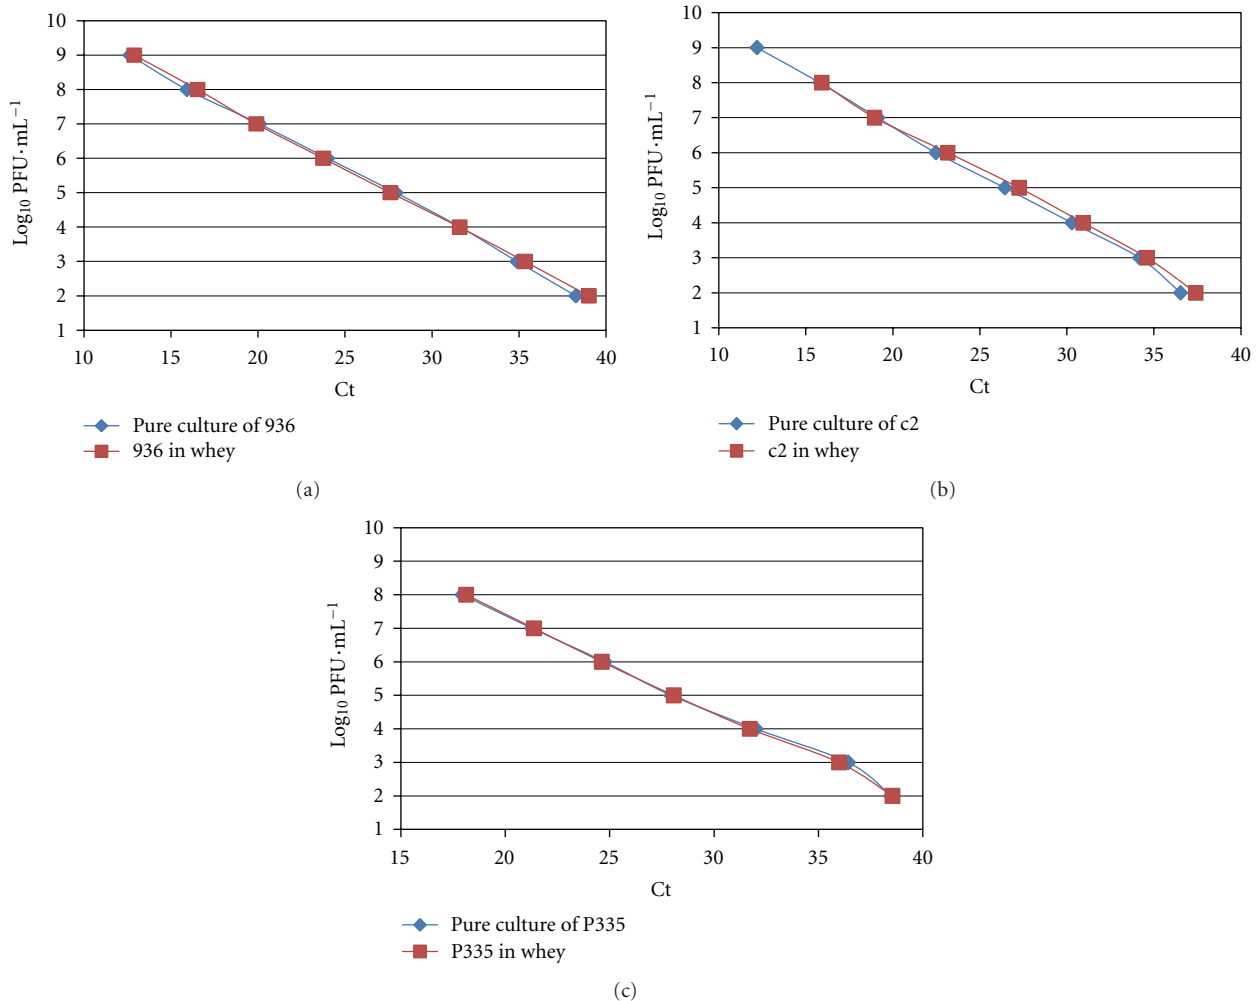 10
9
8
7
6
5
4
3
2
1
Log₁₀ PFU·mL⁻¹
10 15 20 25 30 35 40
Ct
Pure culture of 936
936 in whey
(a)
10
9
8
7
6
5
4
3
2
1
Log₁₀ PFU·mL⁻¹
10 15 20 25 30 35 40
Ct
Pure culture of c2
c2 in whey
(b)
10
9
8
7
6
5
4
3
2
1
Log₁₀ PFU·mL⁻¹
15 20 25 30 35 40
Ct
Pure culture of P335
P335 in whey
(c)